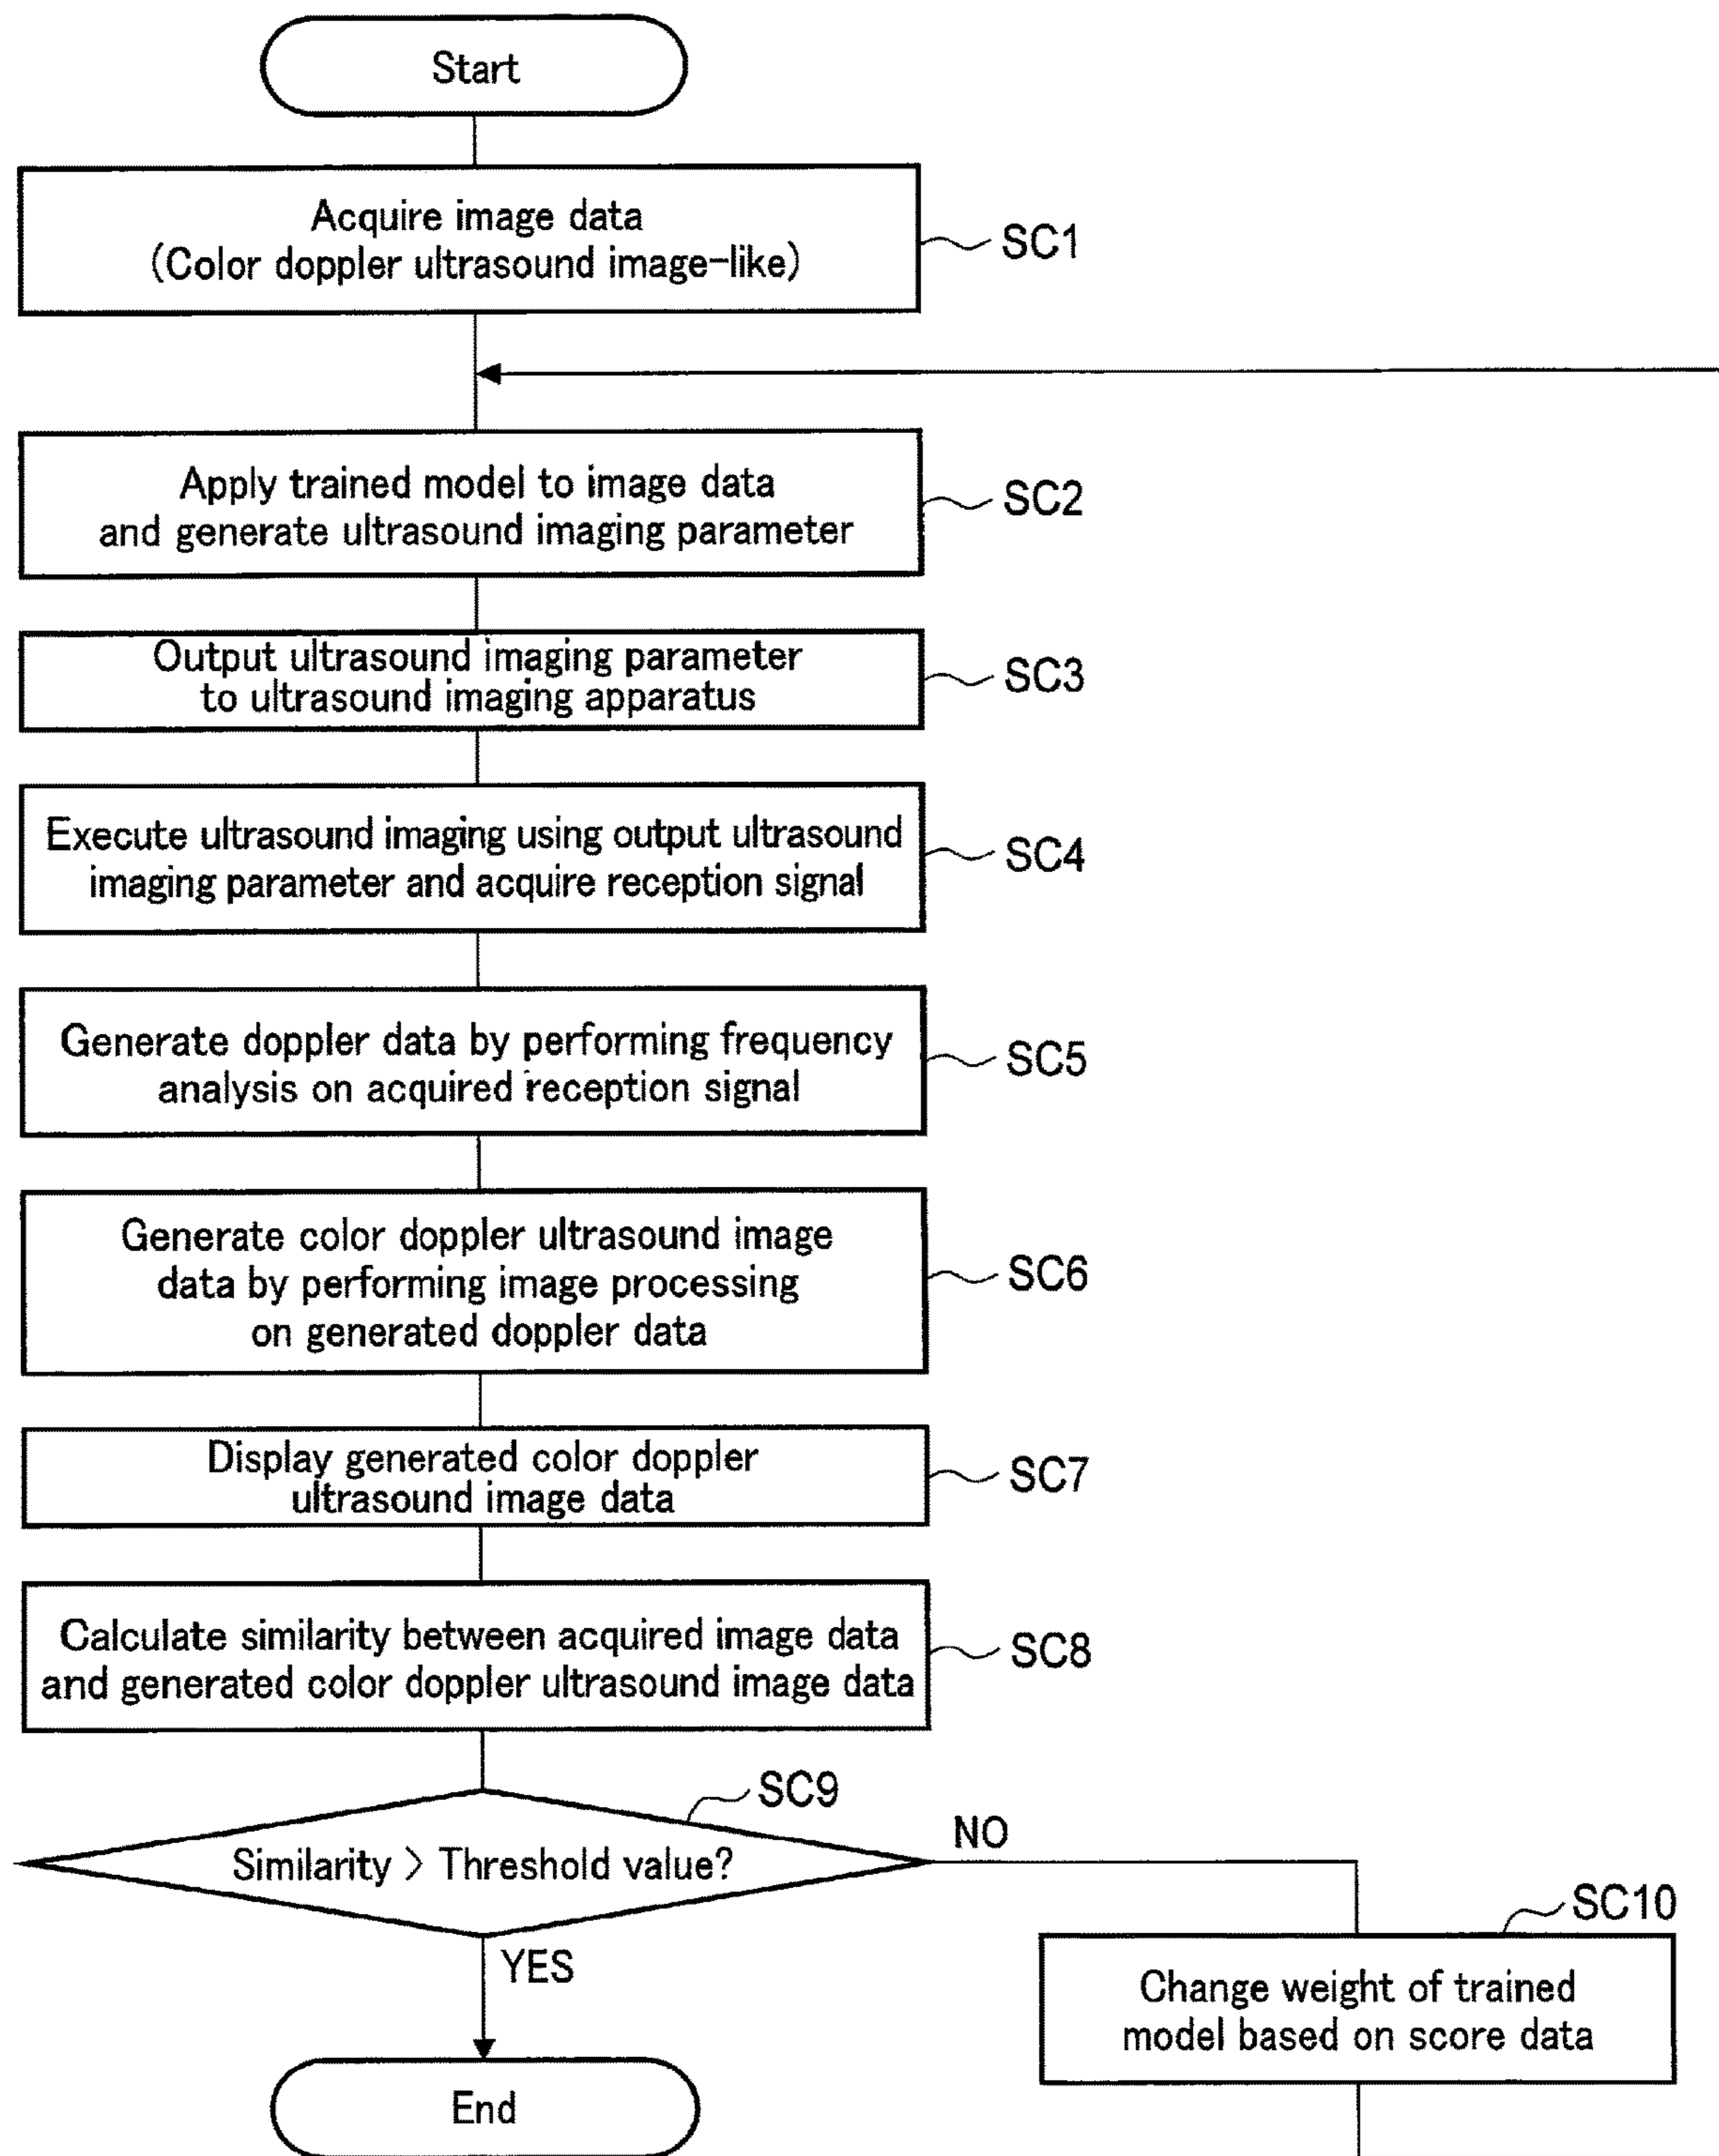 Start
Acquire image data
(Color doppler ultrasound image-like)
SC1
Apply trained model to image data
and generate ultrasound imaging parameter
SC2
Output ultrasound imaging parameter
to ultrasound imaging apparatus
SC3
Execute ultrasound imaging using output ultrasound
imaging parameter and acquire reception signal
SC4
Generate doppler data by performing frequency
analysis on acquired reception signal
SC5
Generate color doppler ultrasound image
data by performing image processing
on generated doppler data
SC6
Display generated color doppler
ultrasound image data
SC7
Calculate similarity between acquired image data
and generated color doppler ultrasound image data
SC8
SC9
Similarity > Threshold value?
NO
YES
SC10
Change weight of trained
model based on score data
End